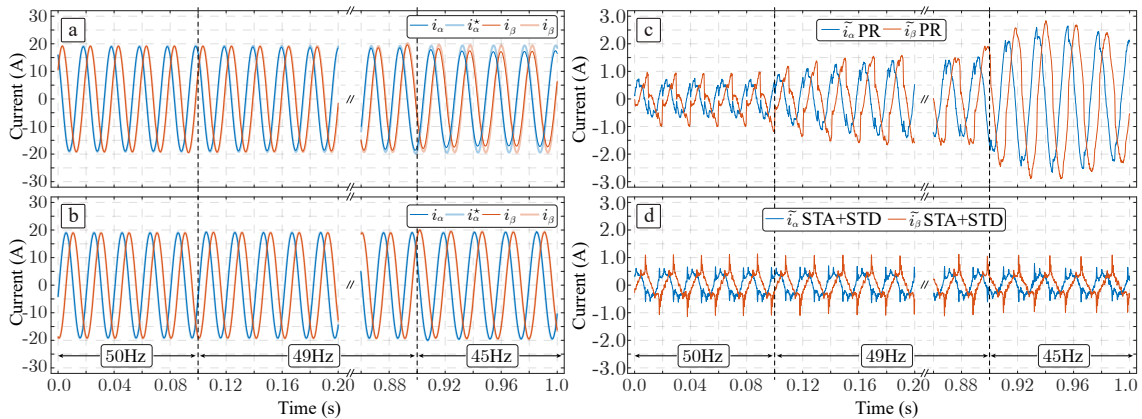 a
i_α i_α^⋆ i_β i_β
Current (A)
30
20
10
0
-10
-20
-30
//
//
b
i_α i_α^⋆ i_β i_β
Current (A)
30
20
10
0
-10
-20
-30
//
50Hz 49Hz 45Hz
0.0 0.04 0.08 0.12 0.16 0.20 // 0.88 0.92 0.96 1.0
Time (s)
c
ĩ_α PR ĩ_β PR
Current (A)
3.0
2.0
1.0
0
-1.0
-2.0
3.0
//
//
d
ĩ_α STA+STD ĩ_β STA+STD
Current (A)
3.0
2.0
1.0
0
-1.0
-2.0
-3.0
//
50Hz 49Hz 45Hz
0.0 0.04 0.08 0.12 0.16 0.20 // 0.88 0.92 0.96 1.0
Time (s)